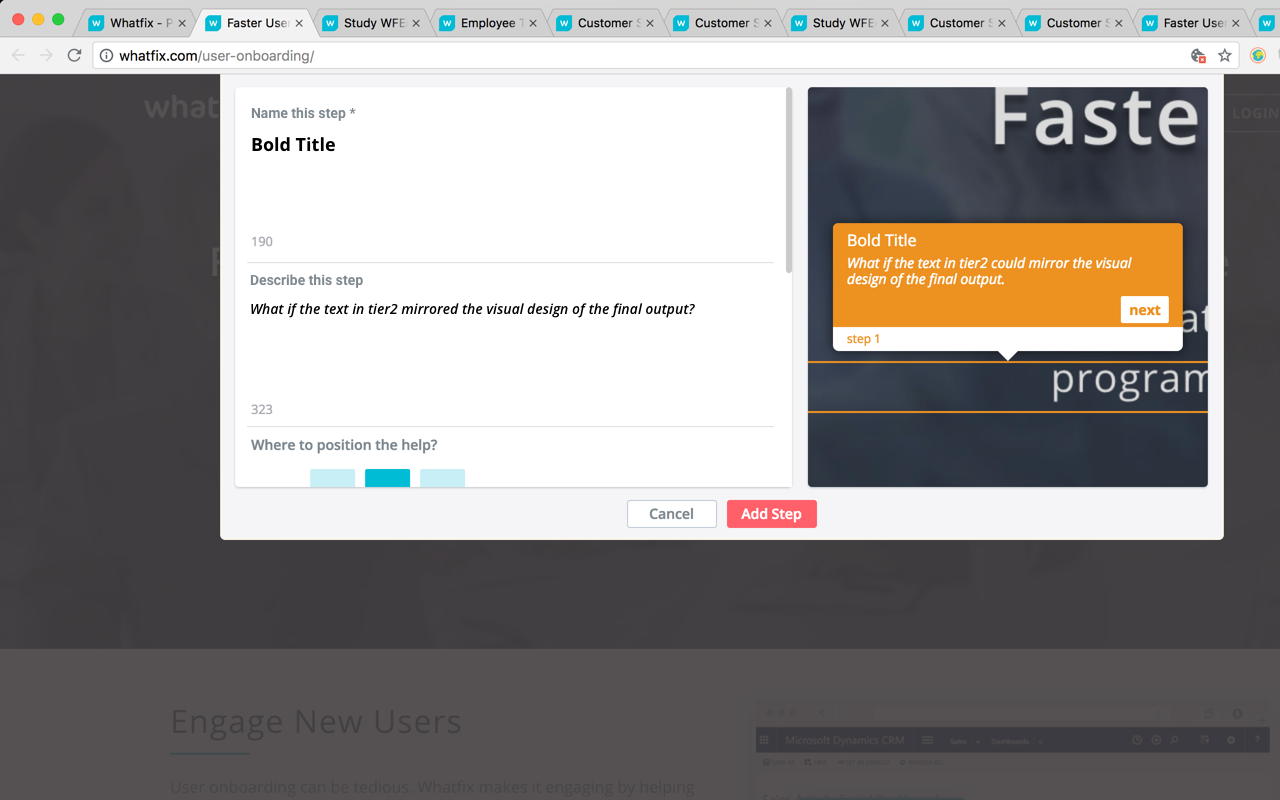 Whatfix - P
Faster User
Study WFE
Employee T
Customer S
Customer S
Study WFE
Customer S
Customer S
Faster User
whatfix.com/user-onboarding/
what
LOGIN
Name this step *
Bold Title
190
Describe this step
What if the text in tier2 mirrored the visual design of the final output?
323
Where to position the help?
Cancel
Add Step
Faste
Bold Title
What if the text in tier2 could mirror the visual
design of the final output.
next
step 1
at
program
Engage New Users
User onboarding can be tedious. Whatfix makes it engaging by helping
Microsoft Dynamics CRM
Sales
Dashboards